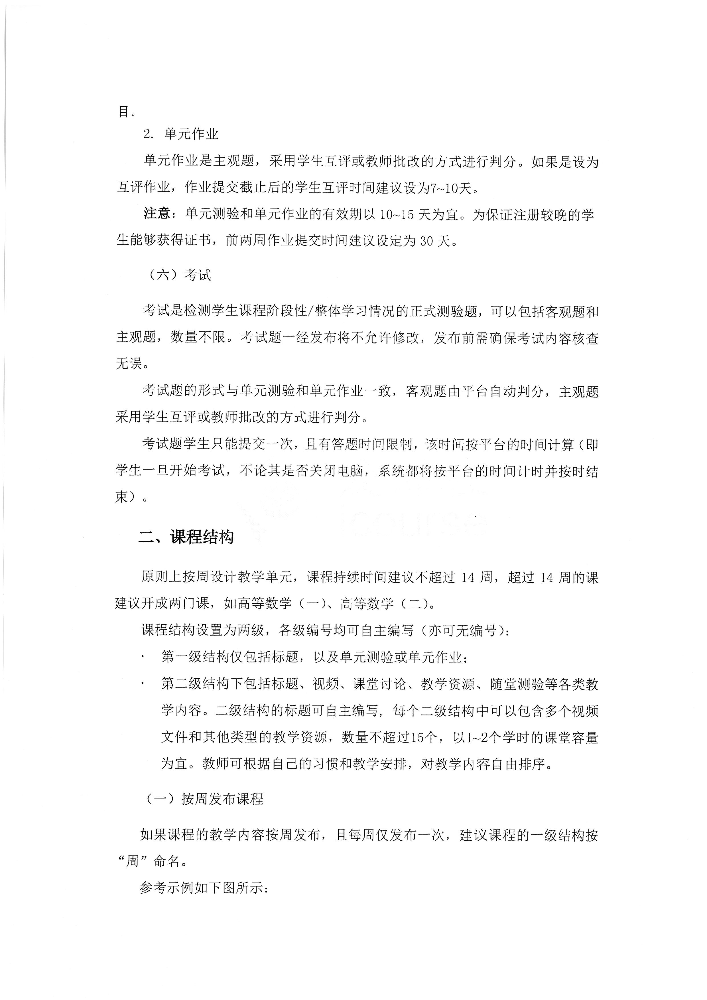 目。
2. 单元作业
单元作业是主观题，采用学生互评或教师批改的方式进行判分。如果是设为
互评作业，作业提交截止后的学生互评时间建议设为7~10天。
注意：单元测验和单元作业的有效期以 10~15 天为宜。为保证注册较晚的学
生能够获得证书，前两周作业提交时间建议设定为 30 天。
（六）考试
考试是检测学生课程阶段性/整体学习情况的正式测验题，可以包括客观题和
主观题，数量不限。考试题一经发布将不允许修改，发布前需确保考试内容核查
无误。
考试题的形式与单元测验和单元作业一致，客观题由平台自动判分，主观题
采用学生互评或教师批改的方式进行判分。
考试题学生只能提交一次，且有答题时间限制，该时间按平台的时间计算（即
学生一旦开始考试，不论其是否关闭电脑，系统都将按平台的时间计时并按时结
束）。
二、课程结构
原则上按周设计教学单元，课程持续时间建议不超过 14 周，超过 14 周的课
建议开成两门课，如高等数学（一）、高等数学（二）。
课程结构设置为两级，各级编号均可自主编写（亦可无编号）：
· 第一级结构仅包括标题，以及单元测验或单元作业；
· 第二级结构下包括标题、视频、课堂讨论、教学资源、随堂测验等各类教
学内容。二级结构的标题可自主编写，每个二级结构中可以包含多个视频
文件和其他类型的教学资源，数量不超过15个，以1~2个学时的课堂容量
为宜。教师可根据自己的习惯和教学安排，对教学内容自由排序。
（一）按周发布课程
如果课程的教学内容按周发布，且每周仅发布一次，建议课程的一级结构按
“周”命名。
参考示例如下图所示：